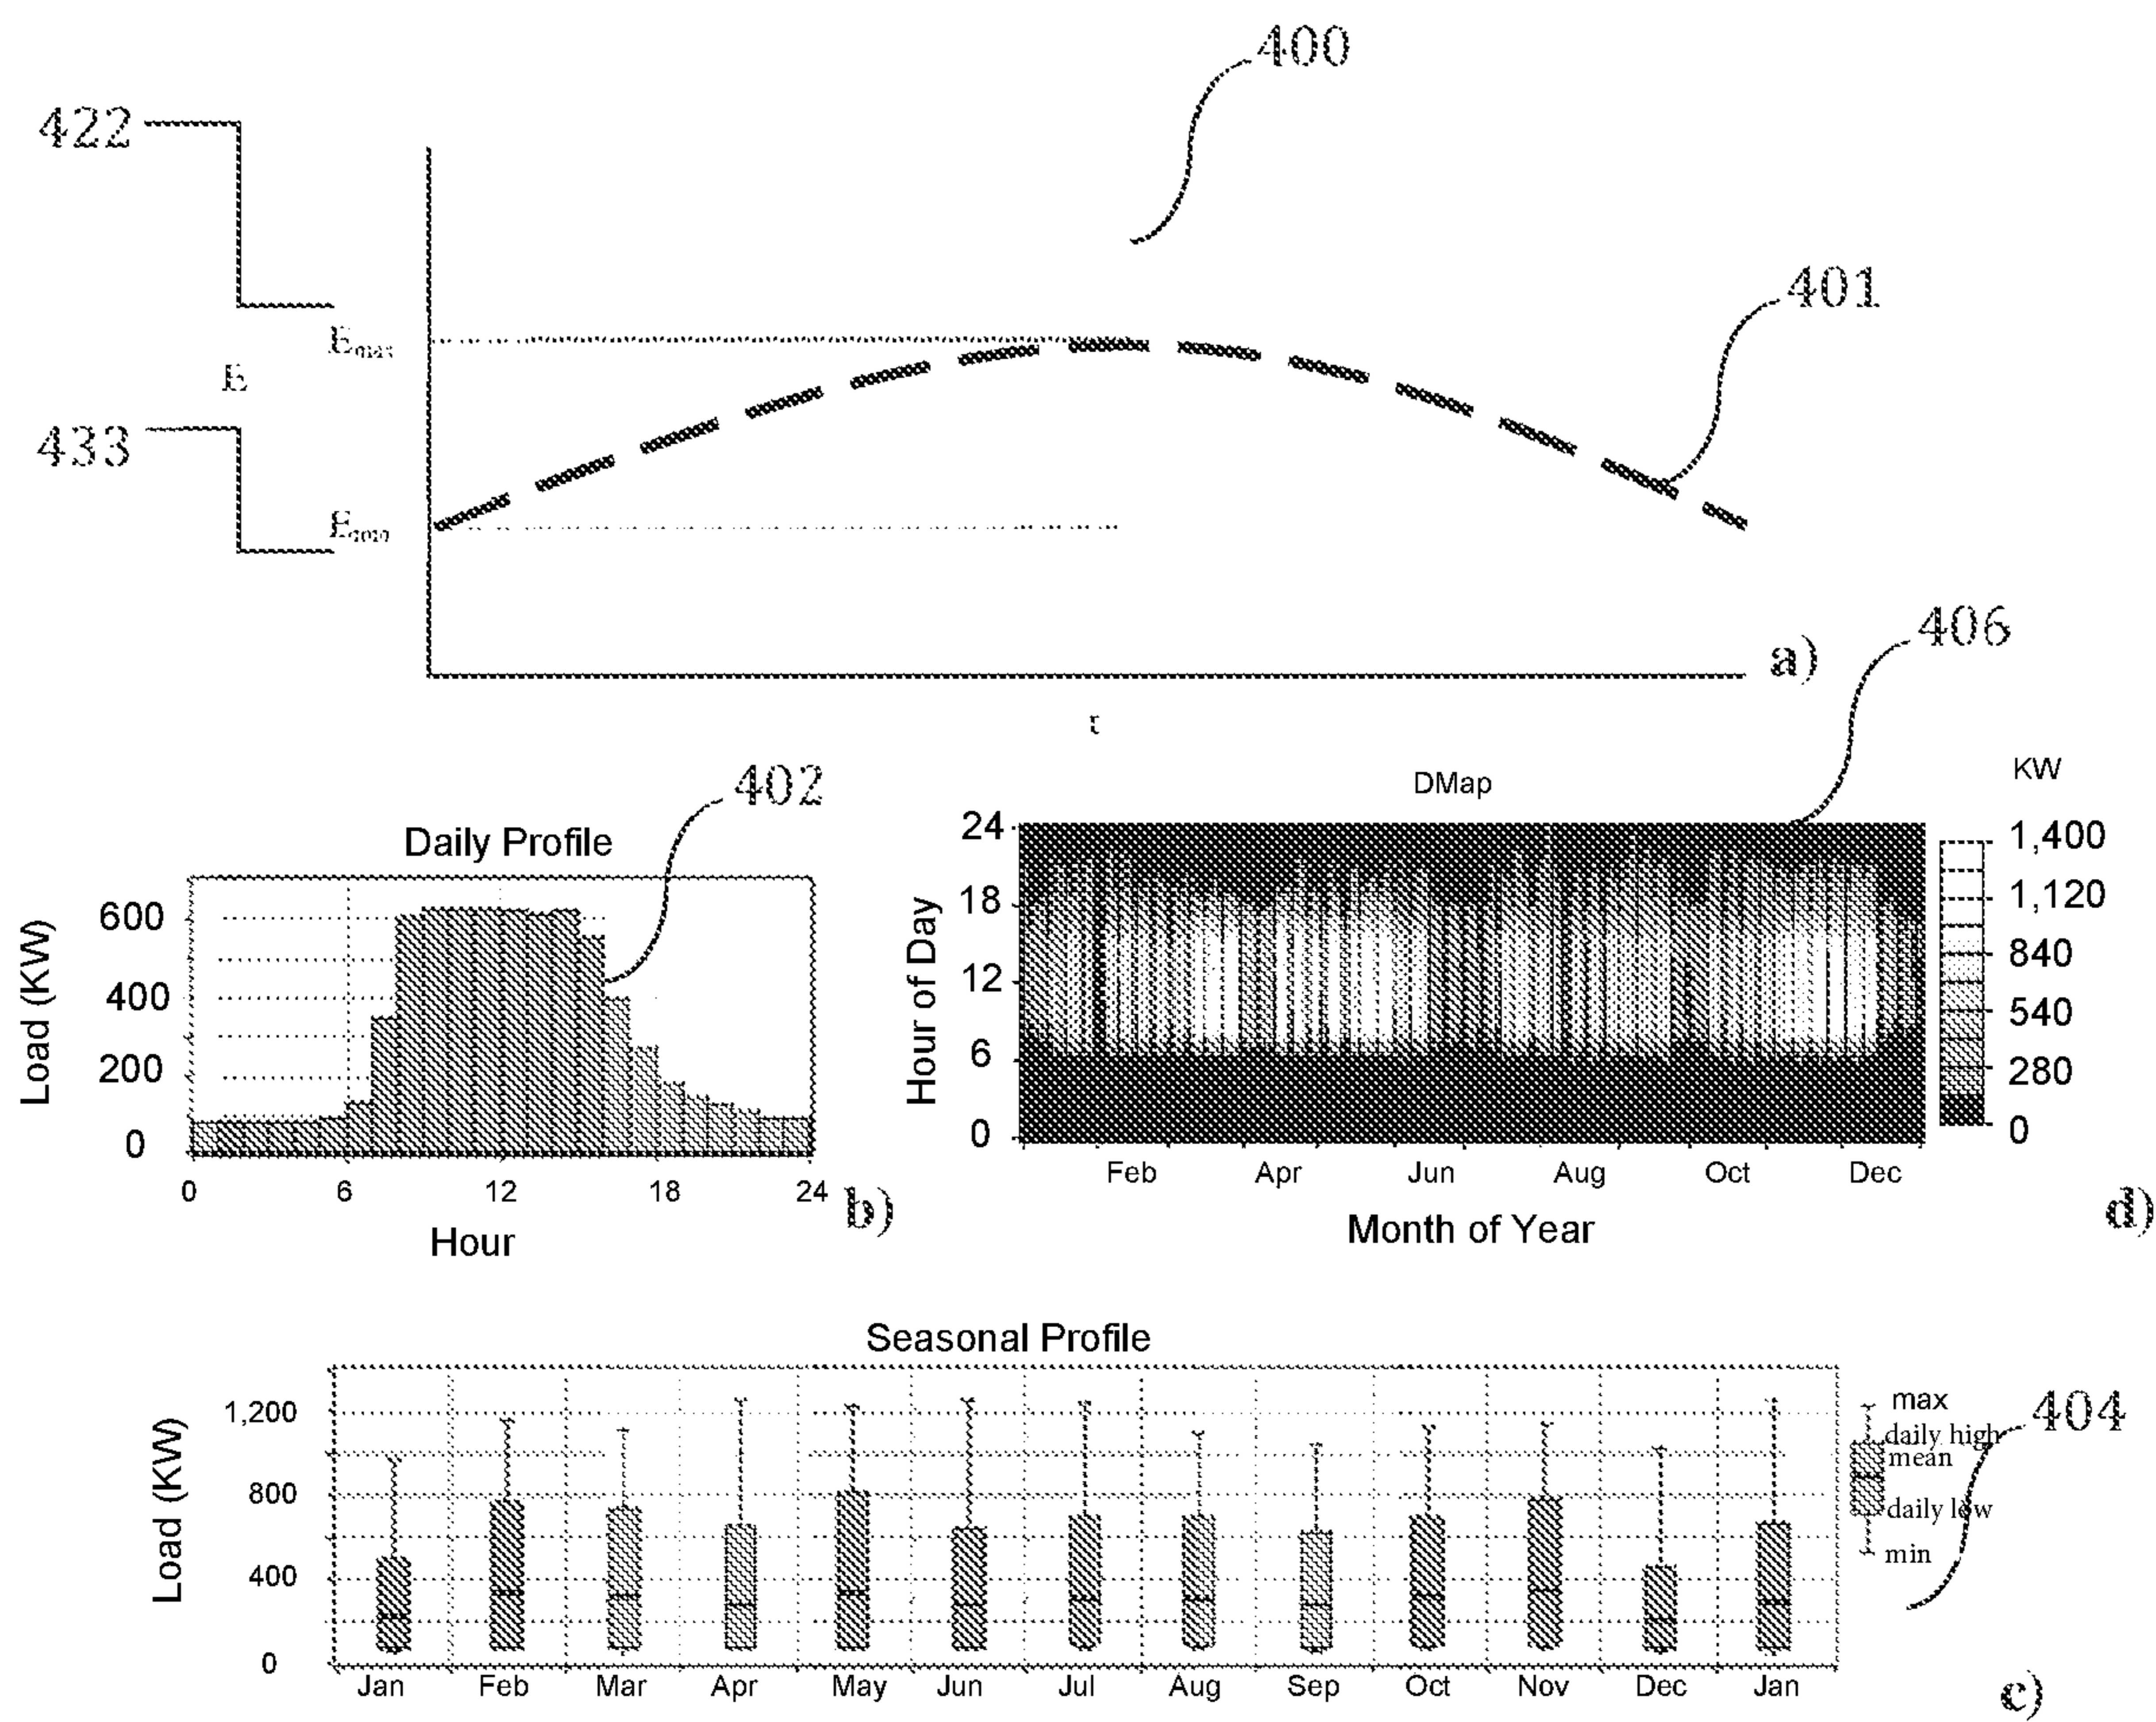 400
422
401
Emax
E
433
Emin
406
a)
t
402
DMap
KW
Daily Profile
24
18
12
6
0
Hour of Day
1,400
1,120
840
540
280
0
600
400
200
0
Load (KW)
0 6 12 18 24
Hour
b)
Feb Apr Jun Aug Oct Dec
Month of Year
d)
Seasonal Profile
1,200
800
400
0
Load (KW)
max
daily high
mean
daily low
min
404
Jan Feb Mar Apr May Jun Jul Aug Sep Oct Nov Dec Jan
c)